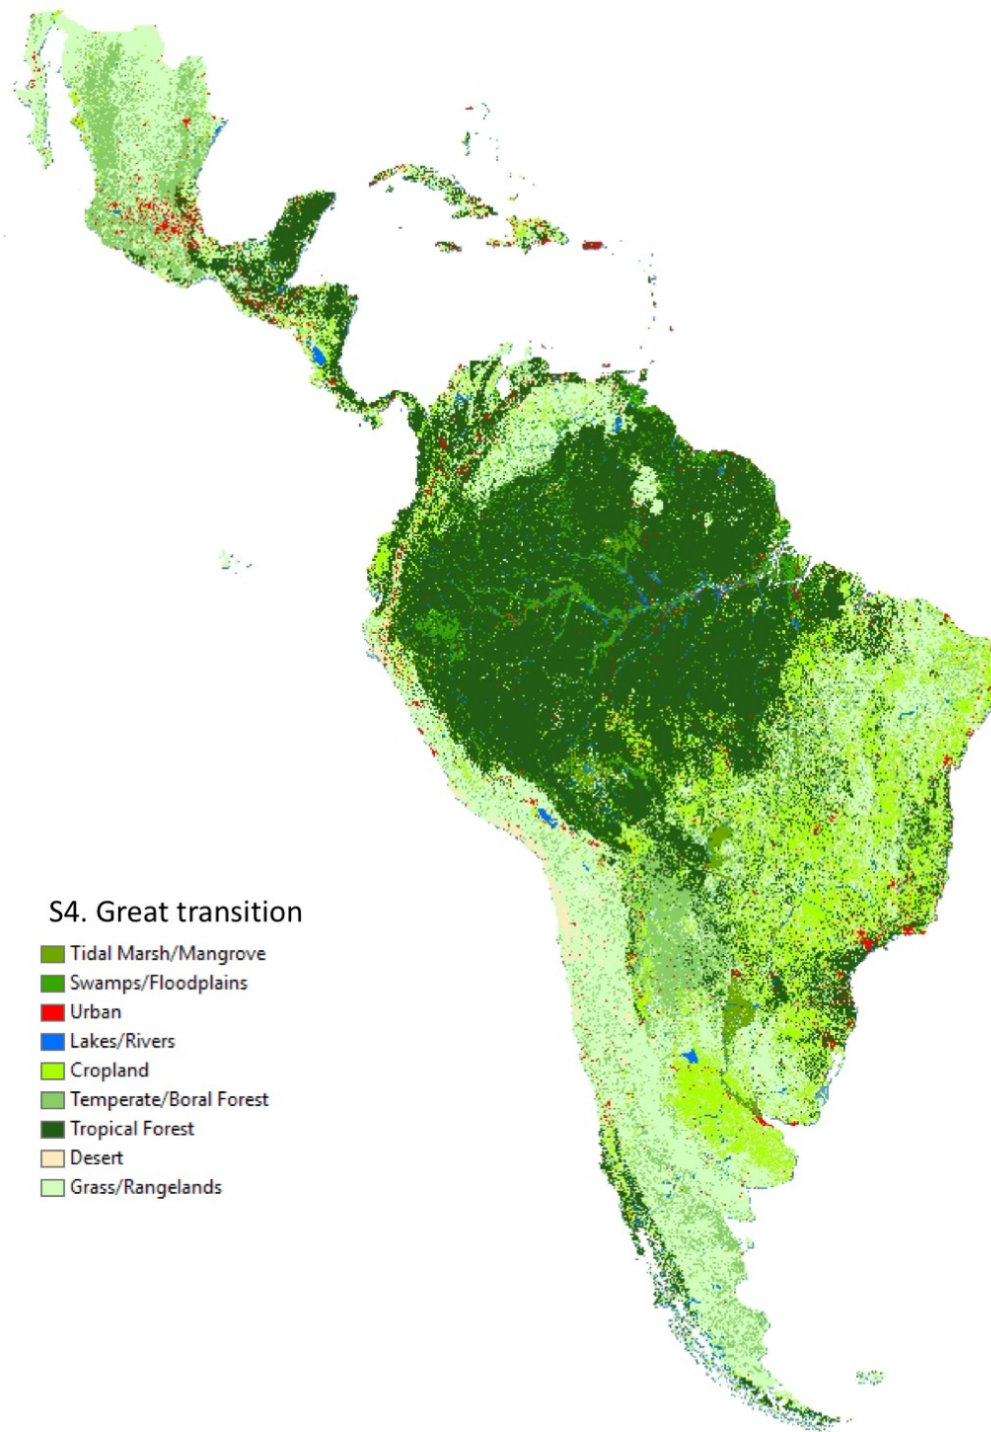 S4. Great transition
Tidal Marsh/Mangrove
Swamps/Floodplains
Urban
Lakes/Rivers
Cropland
Temperate/Boral Forest
Tropical Forest
Desert
Grass/Rangelands